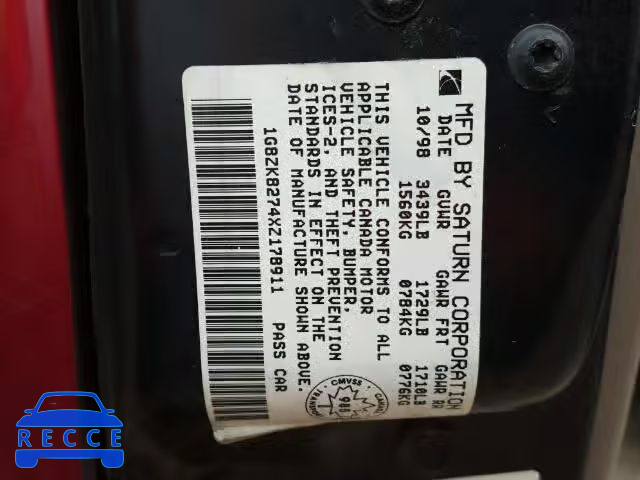 MFD BY SATURN CORPORATION
DATE GVWR GAWR FRT GAWR RR
10/98 3439LB 1729LB 1710LB
1560KG 0784KG 0776KG
THIS VEHICLE CONFORMS TO ALL
APPLICABLE CANADA MOTOR
VEHICLE SAFETY, BUMPER,
ICES-2, AND THEFT PREVENTION
STANDARDS IN EFFECT ON THE
DATE OF MANUFACTURE SHOWN ABOVE.
1G8ZK8274XZ178911 PASS CAR
CMVSS
RECCE